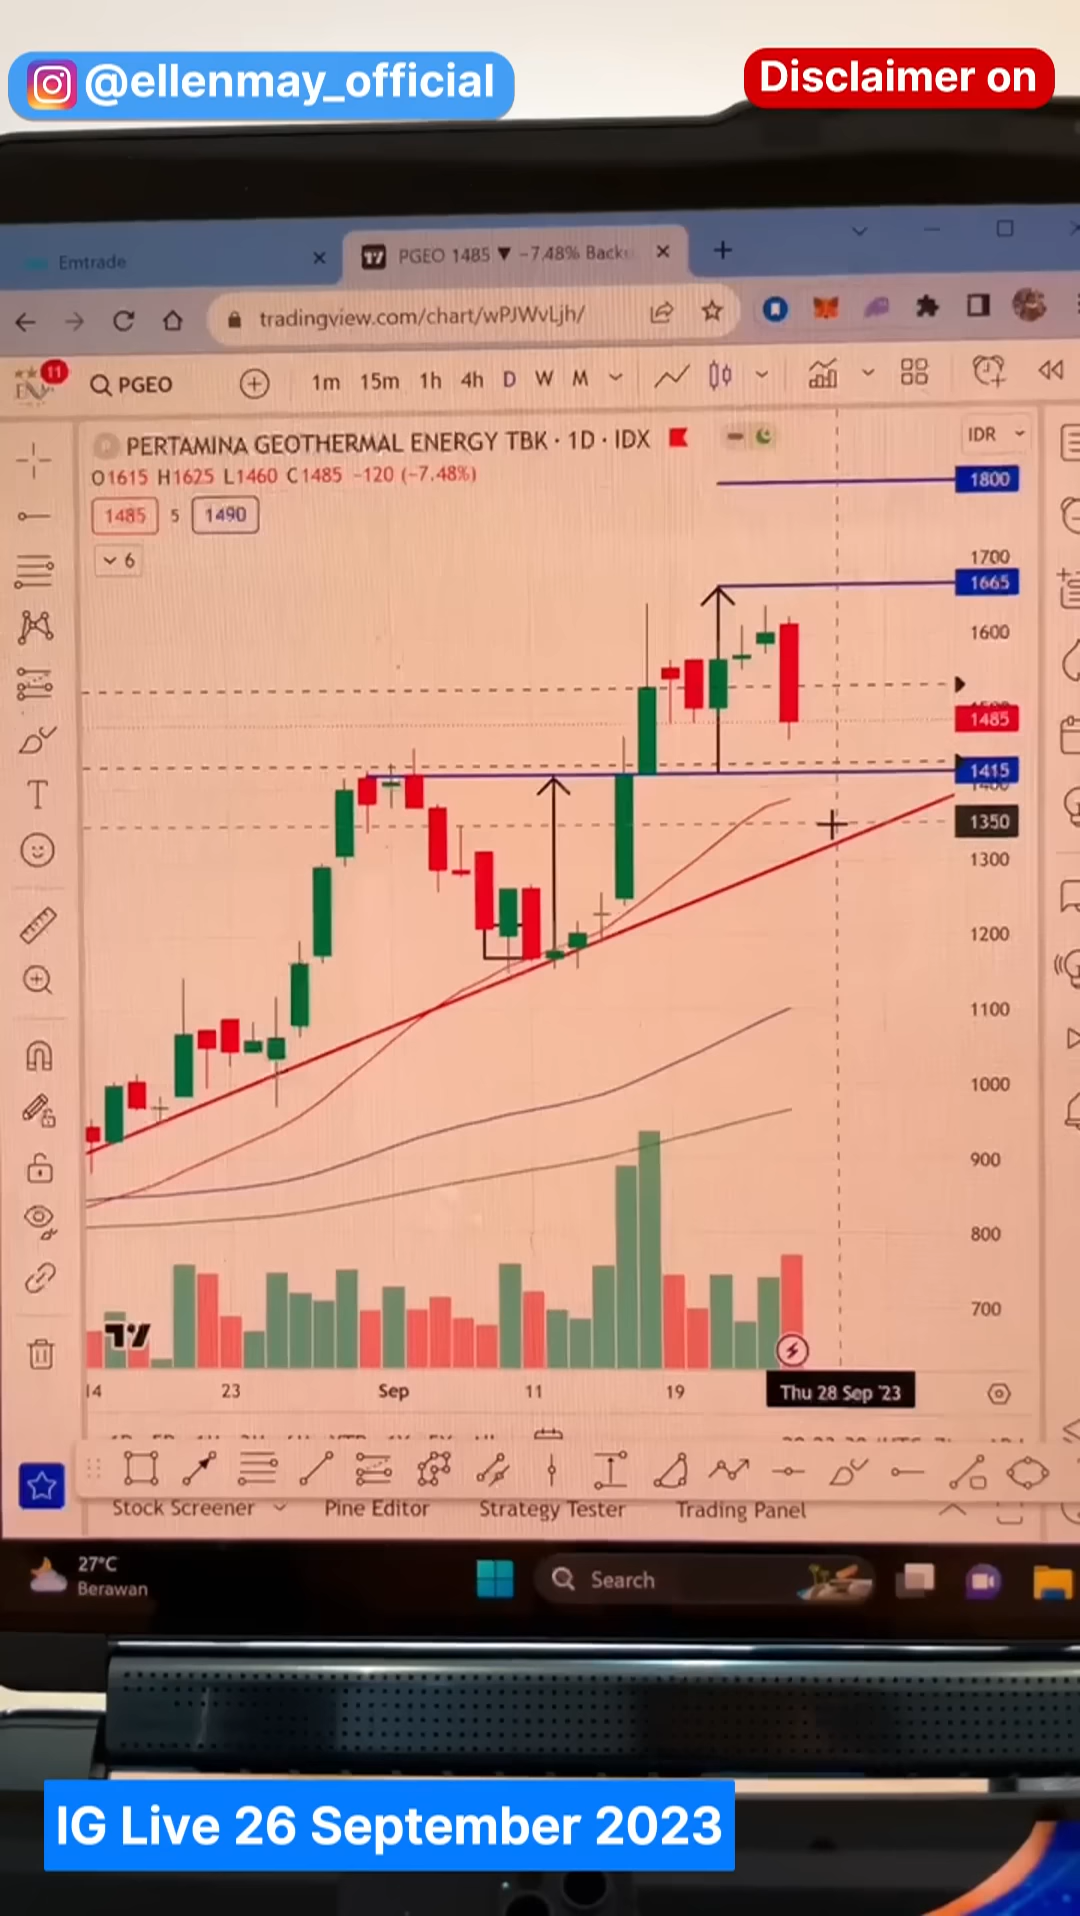 @ellenmay_official
Disclaimer on
Emtrade
PGEO 1485 ▼ −7.48% Backu
tradingview.com/chart/wPJWvLjh/
11
PGEO
1m 15m 1h 4h D W M
PERTAMINA GEOTHERMAL ENERGY TBK · 1D · IDX
IDR
O1615 H1625 L1460 C1485 −120 (−7.48%)
1800
1485 5 1490
6
1700
1665
1600
1485
1415
1400
1350
1300
1200
1100
1000
900
800
700
14 23 Sep 11 19 Thu 28 Sep '23
Stock Screener Pine Editor Strategy Tester Trading Panel
27°C
Berawan
Search
IG Live 26 September 2023